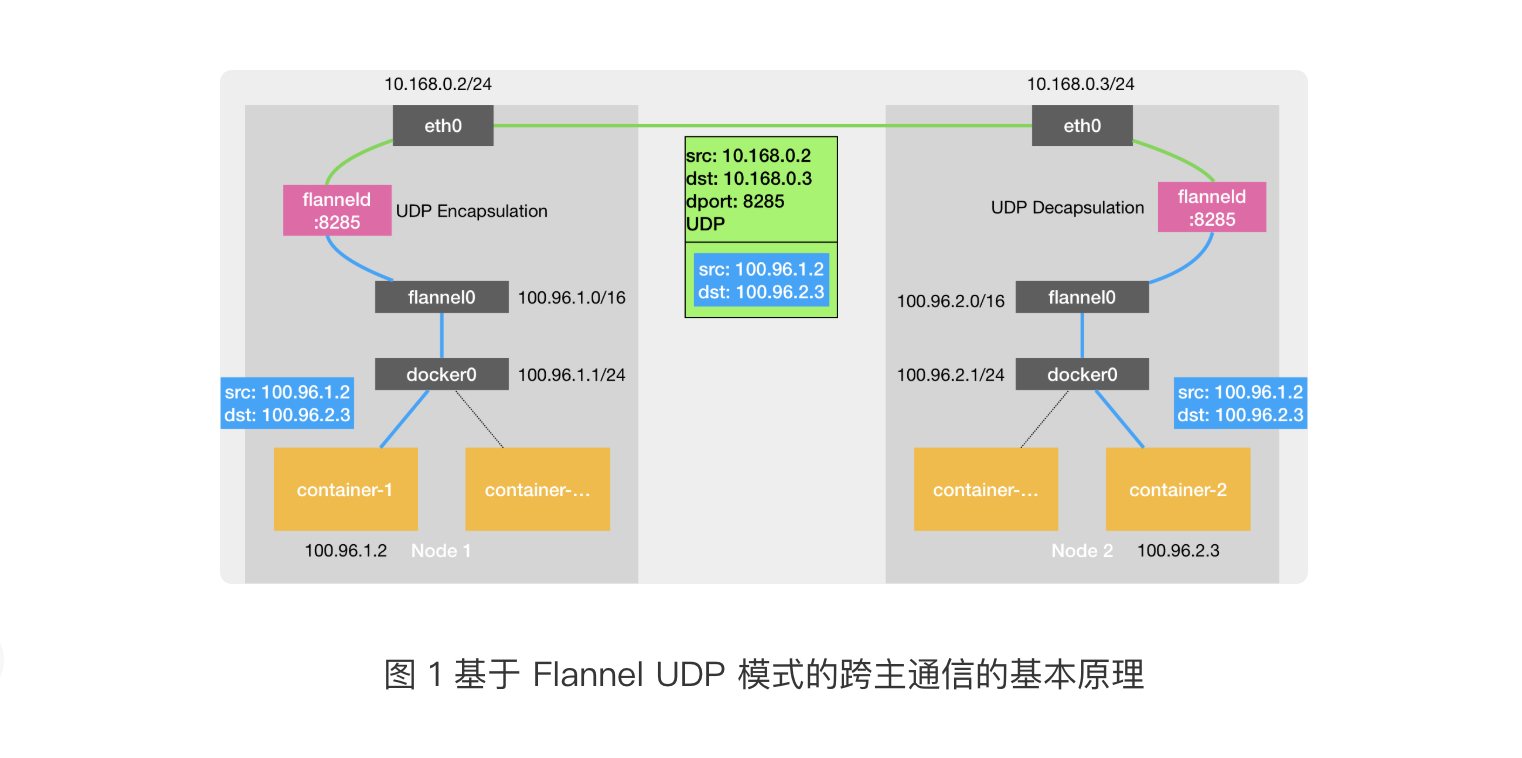 10.168.0.2/24
10.168.0.3/24
eth0
eth0
src: 10.168.0.2
dst: 10.168.0.3
dport: 8285
UDP
flanneld
:8285
UDP Encapsulation
UDP Decapsulation
flanneld
:8285
src: 100.96.1.2
dst: 100.96.2.3
flannel0
100.96.1.0/16
100.96.2.0/16
flannel0
docker0
100.96.1.1/24
100.96.2.1/24
docker0
src: 100.96.1.2
dst: 100.96.2.3
src: 100.96.1.2
dst: 100.96.2.3
container-1
container-...
container-...
container-2
100.96.1.2
Node 1
Node 2
100.96.2.3
图 1 基于 Flannel UDP 模式的跨主通信的基本原理